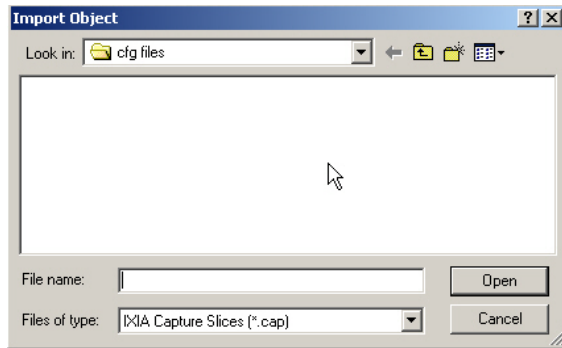 Import Object
Look in: cfg files
File name:
Open
Files of type: IXIA Capture Slices (*.cap)
Cancel